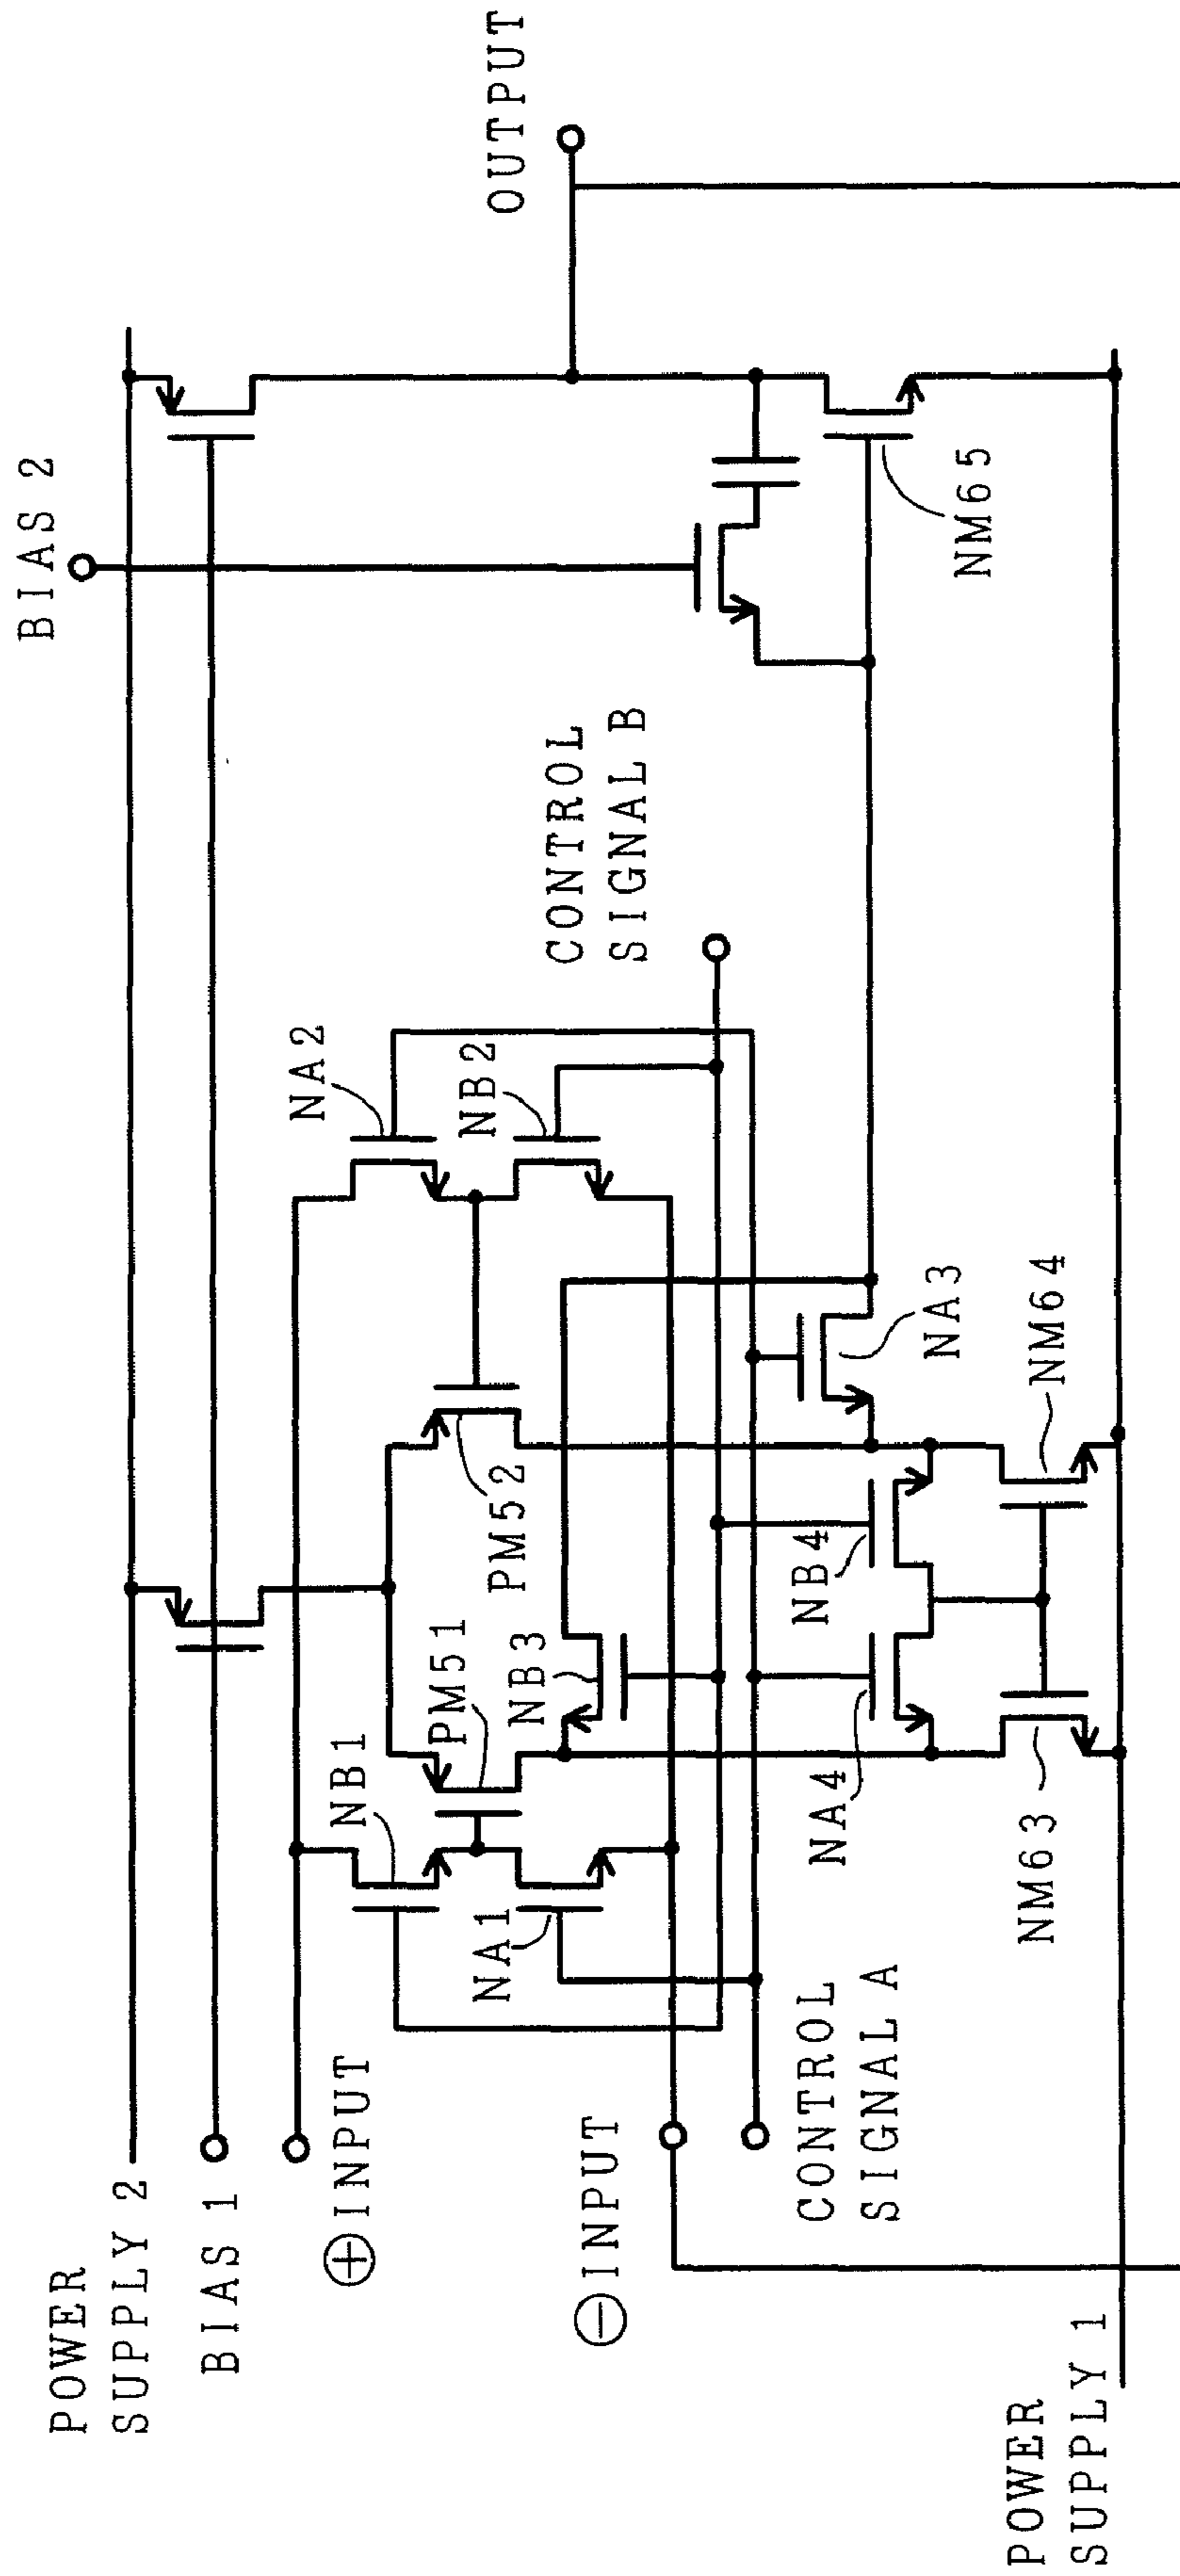 POWER
SUPPLY 2
BIAS 1
⊕INPUT
⊖INPUT
CONTROL
SIGNAL A
POWER
SUPPLY 1
NB1
NA1
PM51
NB3
NA4
NM63
PM52
NB4
NM64
NA3
NA2
NB2
CONTROL
SIGNAL B
BIAS 2
NM65
OUTPUT